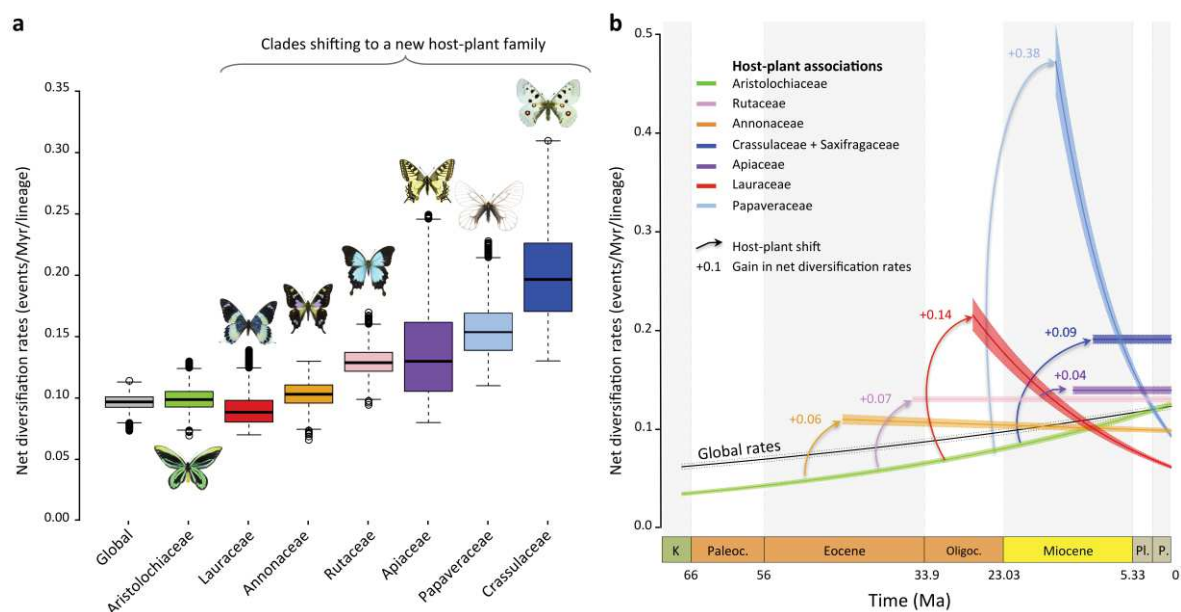 a
Clades shifting to a new host-plant family
Net diversifiation rates (events/Myr/lineage)
0.35
0.30
0.25
0.20
0.15
0.10
0.05
0.00
Global
Aristolochiaceae
Lauraceae
Annonaceae
Rutaceae
Apiaceae
Papaveraceae
Crassulaceae
b
Net diversification rates (events/Myr/lineage)
0.5
0.4
0.3
0.2
0.1
0
Host-plant associations
Aristolochiaceae
Rutaceae
Annonaceae
Crassulaceae + Saxifragaceae
Apiaceae
Lauraceae
Papaveraceae
Host-plant shift
+0.1 Gain in net diversification rates
+0.38
+0.14
+0.09
+0.04
+0.07
+0.06
Global rates
K Paleoc. Eocene Oligoc. Miocene Pl. P.
66 56 33.9 23.03 5.33 0
Time (Ma)